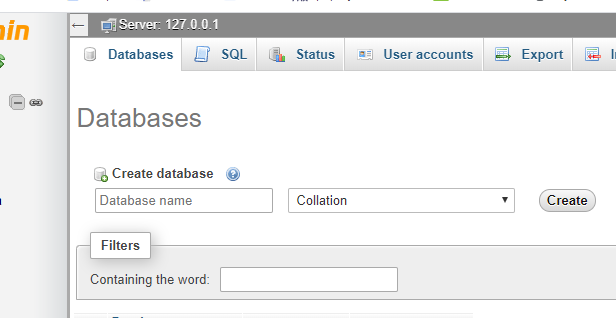 Server: 127.0.0.1
Databases SQL Status User accounts Export
Databases
Create database
Database name Collation Create
Filters
Containing the word: